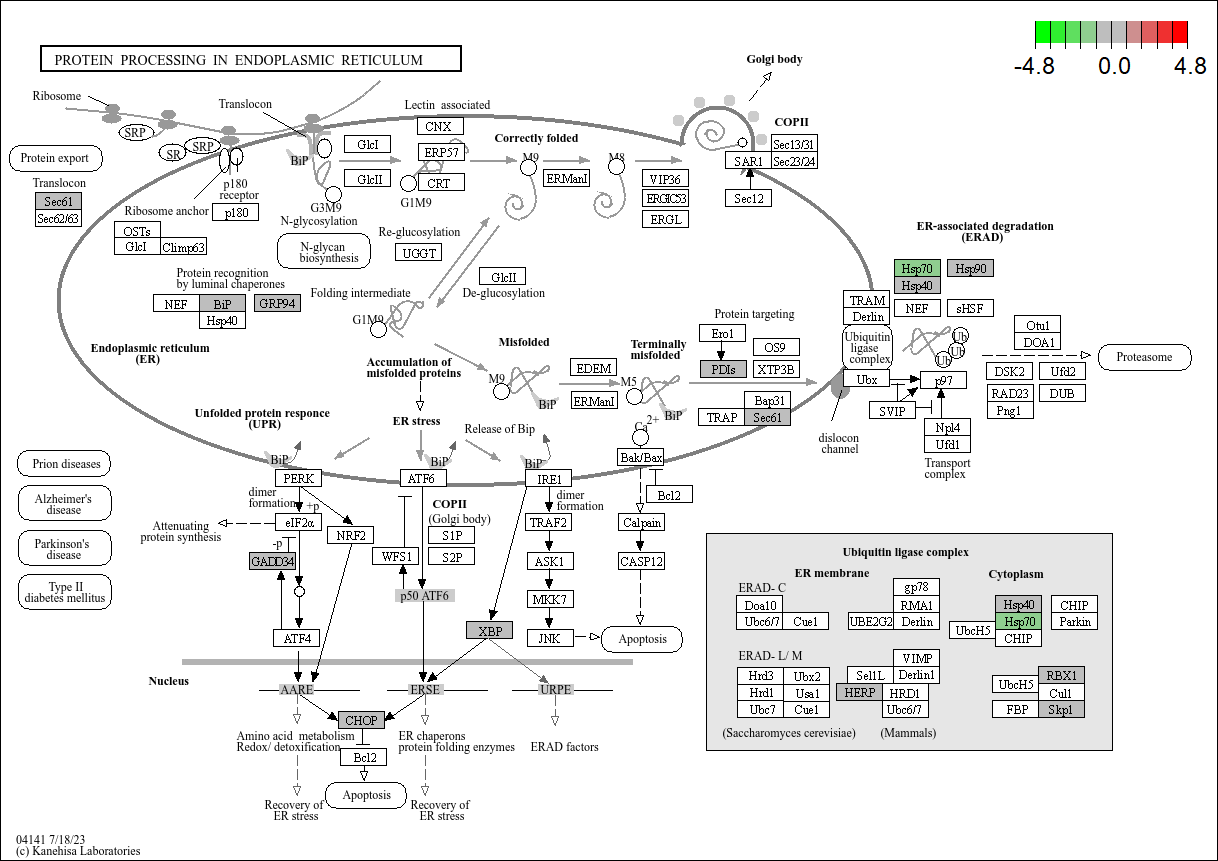 -4.8 0.0 4.8
PROTEIN PROCESSING IN ENDOPLASMIC RETICULUM
Golgi body
Ribosome
Translocon
Lectin associated
CNX
COPII
SRP
Correctly folded
GlcI
ERP57
Sec13/31
SRP
SR
BiP
M9
M8
SAR1
Sec23/24
Protein export
GlcII
CRT
ERManI
VIP36
Translocon
p180
receptor
G1M9
ERGIC53
Sec12
Sec61
G3M9
Sec62/63
Ribosome anchor
p180
N-glycosylation
ERGL
OSTs
Re-glucosylation
ER-associated degradation
(ERAD)
GlcI
Climp63
N-glycan
biosynthesis
UGGT
Protein recognition
by luminal chaperones
GlcII
Hsp70
Hsp90
Hsp40
Folding intermediate
De-glucosylation
NEF
BiP
GRP94
TRAM
NEF
sHSF
Hsp40
G1M9
Protein targeting
Derlin
Otu1
Ero1
Ubiquitin
ligase
complex
Ub
Ub
Ub
DOA1
Endoplasmic reticulum
(ER)
Misfolded
Terminally
misfolded
OS9
Proteasome
Accumulation of
misfolded proteins
EDEM
PDIs
XTP3B
DSK2
Ufd2
M9
M5
Ubx
p97
ERManI
RAD23
DUB
BiP
BiP
Bap31
SVIP
Png1
Unfolded protein responce
(UPR)
ER stress
Ca2+
TRAP
Sec61
Release of Bip
Npl4
dislocon
channel
Ufd1
BiP
BiP
BiP
Bak/Bax
Transport
complex
Prion diseases
PERK
ATF6
IRE1
Alzheimer's
disease
dimer
formation
+p
COPII
(Golgi body)
dimer
formation
Bcl2
Attenuating
protein synthesis
eIF2α
NRF2
TRAF2
Calpain
S1P
Parkinson's
disease
-p
WFS1
S2P
Ubiquitin ligase complex
GADD34
ASK1
CASP12
ER membrane
Cytoplasm
Type II
diabetes mellitus
p50 ATF6
MKK7
ERAD- C
gp78
Doa10
RMA1
Hsp40
CHIP
Ubc6/7
Cue1
UBE2G2
Derlin
Hsp70
Parkin
ATF4
XBP
JNK
Apoptosis
UbcH5
CHIP
ERAD- L/ M
VIMP
Hrd3
Ubx2
Sel1L
Derlin1
RBX1
Nucleus
AARE
ERSE
URPE
Hrd1
Usa1
HERP
HRD1
UbcH5
Cul1
Ubc7
Cue1
Ubc6/7
FBP
Skp1
CHOP
(Saccharomyces cerevisiae)
(Mammals)
Amino acid metabolism
Redox/ detoxification
ER chaperons
protein folding enzymes
ERAD factors
Bcl2
Apoptosis
Recovery of
ER stress
Recovery of
ER stress
04141 7/18/23
(c) Kanehisa Laboratories